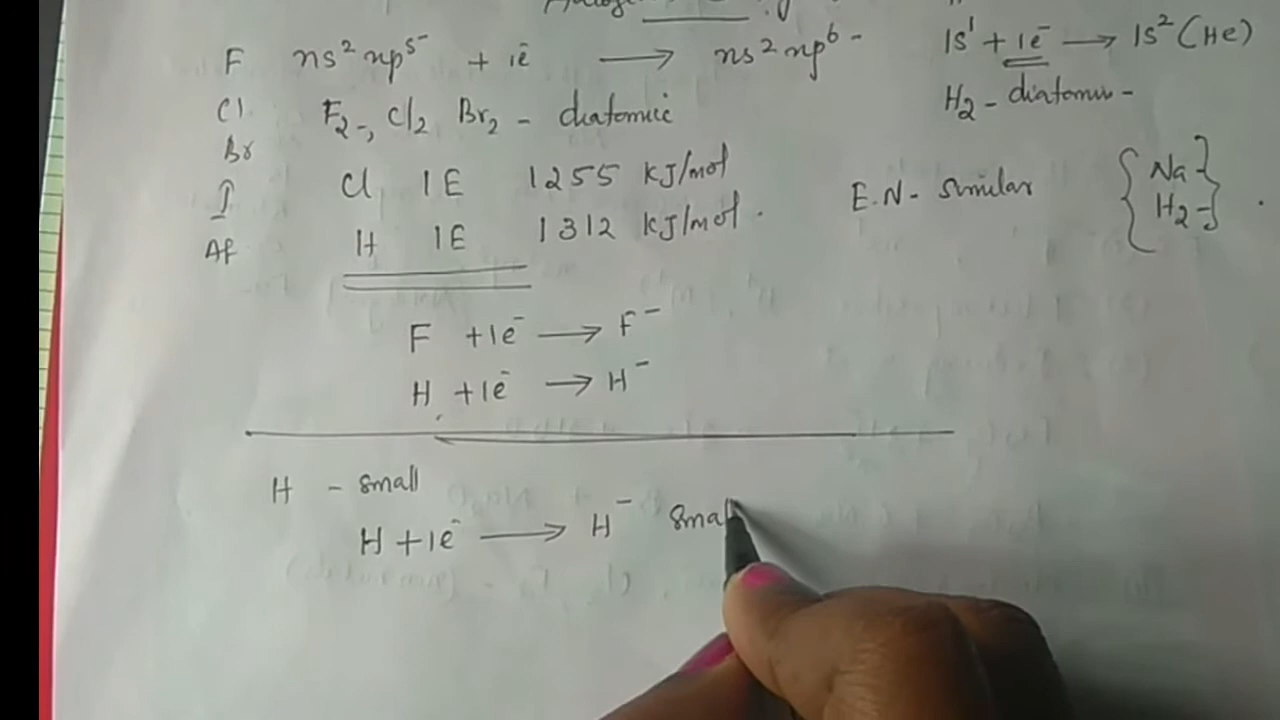 F ns² np⁵ + 1e⁻ → ns² np⁶ -
1s¹ + 1e⁻ → 1s² (He)
Cl F₂-, Cl₂ Br₂ - diatomic
H₂ - diatomic -
Br
I Cl IE 1255 KJ/mol
E.N - Similar { Na - }
{ H₂ - } .
At H IE 1312 KJ/mol .
F + 1e⁻ → F⁻
H + 1e⁻ → H⁻
H - small
H + 1e⁻ → H⁻ Small